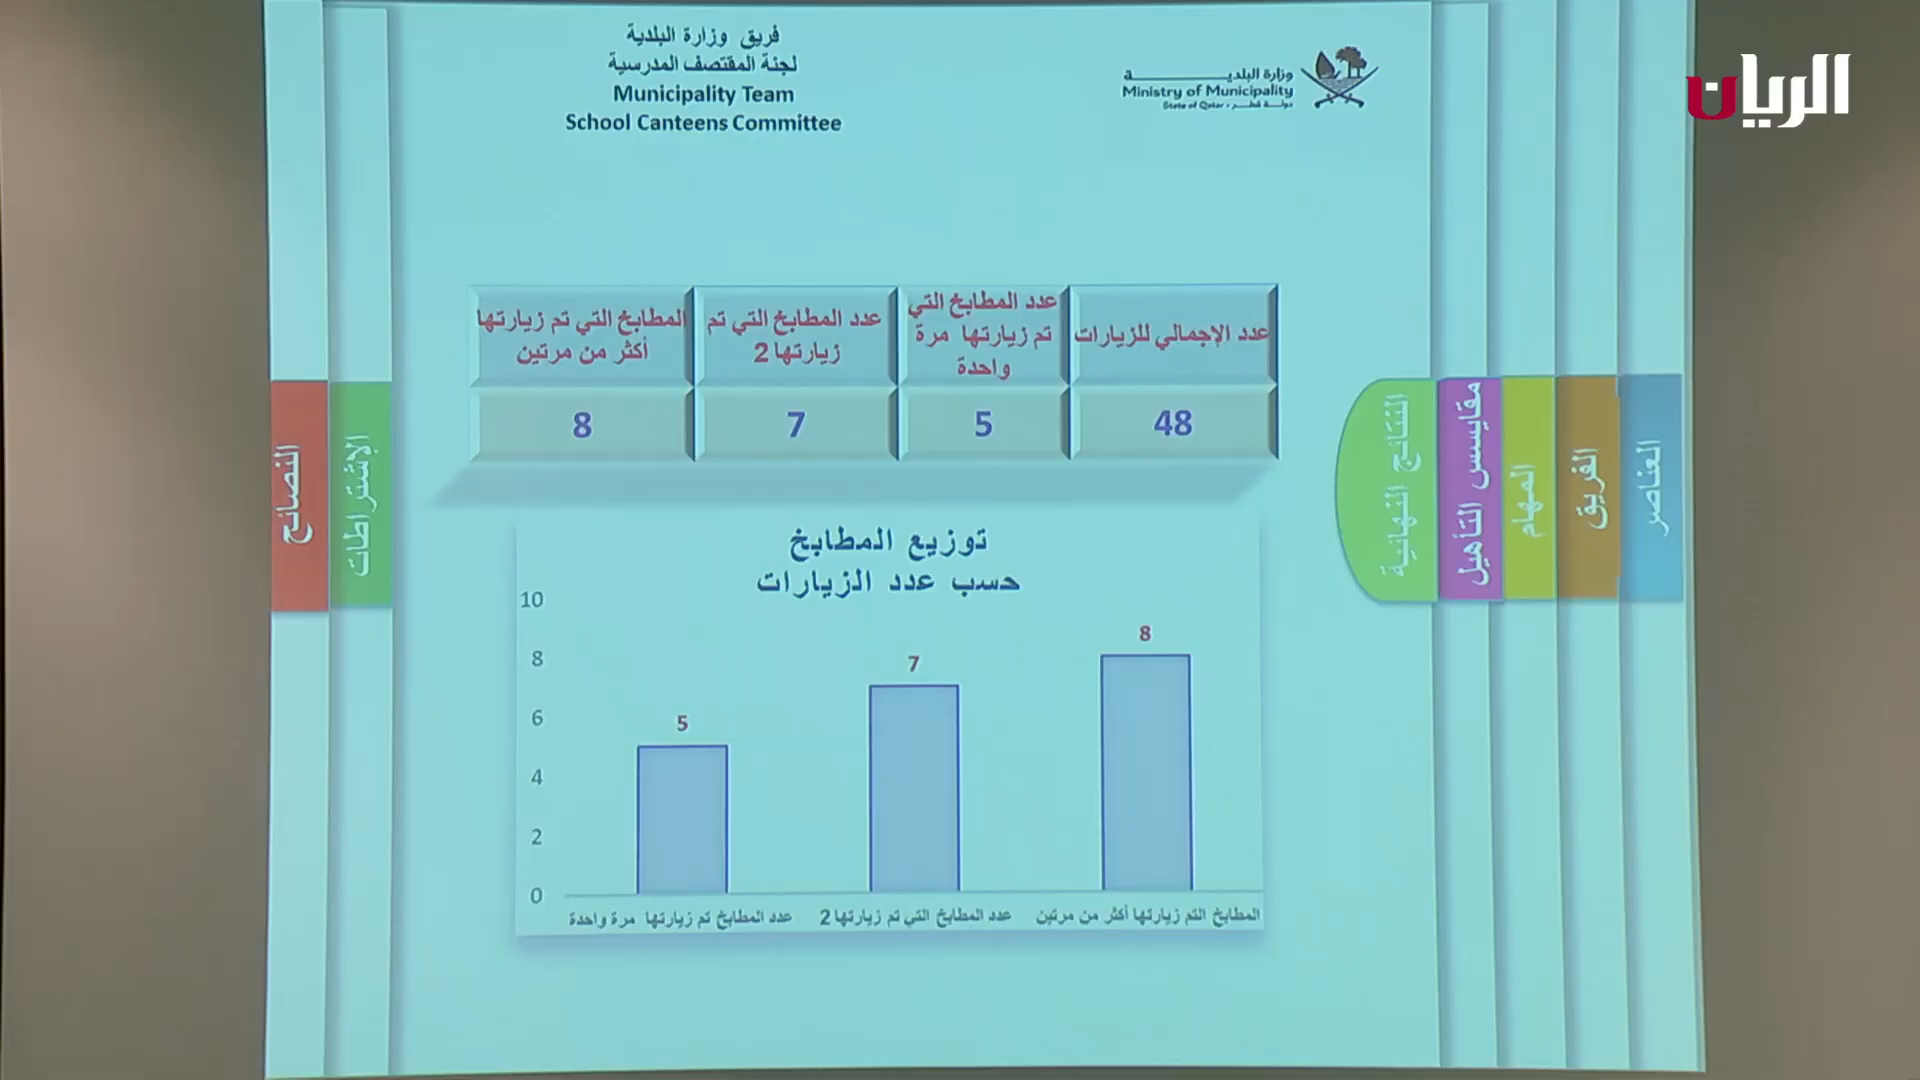 فريق وزارة البلدية
لجنة المقتصف المدرسية
Municipality Team
School Canteens Committee
وزارة البلديـــة
Ministry of Municipality
State of Qatar • دولة قطر
الريان
عدد الإجمالي للزيارات
عدد المطابخ التي
تم زيارتها مرة
واحدة
عدد المطابخ التي تم
زيارتها 2
المطابخ التي تم زيارتها
أكثر من مرتين
48
5
7
8
العناصر
الفريق
المهام
مقاييس التأهيل
النتائج النهائية
الإشتراطات
النصائح
توزيع المطابخ
حسب عدد الزيارات
10
8
6
4
2
0
5
7
8
عدد المطابخ تم زيارتها مرة واحدة
عدد المطابخ التي تم زيارتها 2
المطابخ التم زيارتها أكثر من مرتين